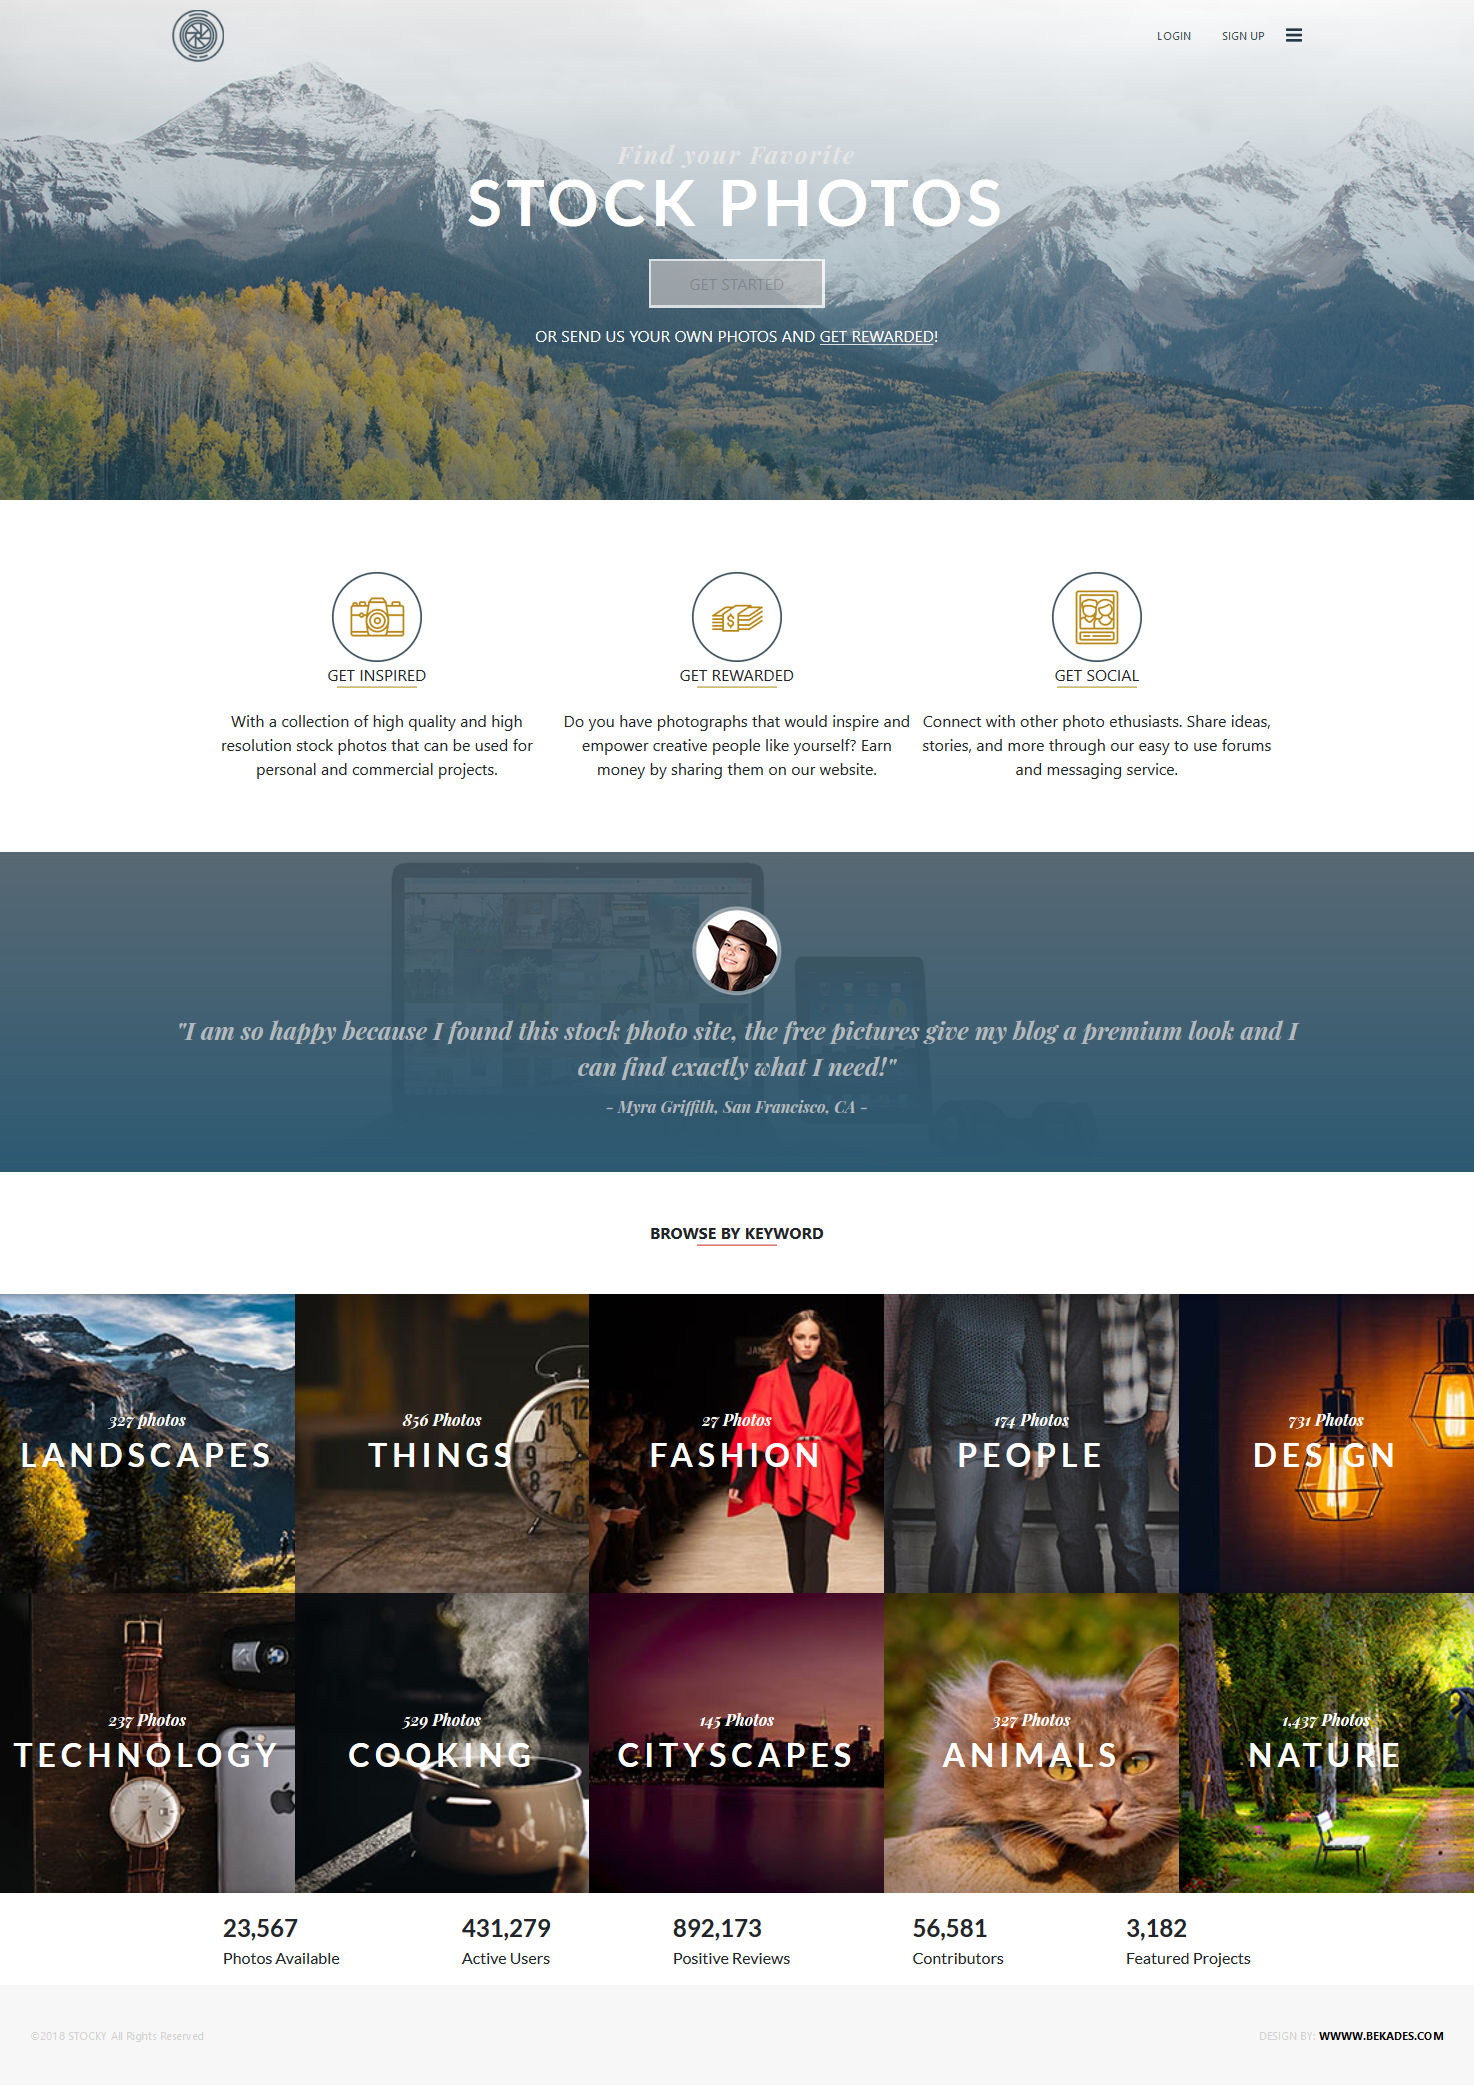 LOGIN SIGN UP
Find your Favorite
STOCK PHOTOS
GET STARTED
OR SEND US YOUR OWN PHOTOS AND GET REWARDED!
GET INSPIRED
With a collection of high quality and high
resolution stock photos that can be used for
personal and commercial projects.
GET REWARDED
Do you have photographs that would inspire and
empower creative people like yourself? Earn
money by sharing them on our website.
GET SOCIAL
Connect with other photo ethusiasts. Share ideas,
stories, and more through our easy to use forums
and messaging service.
"I am so happy because I found this stock photo site, the free pictures give my blog a premium look and I
can find exactly what I need!"
- Myra Griffith, San Francisco, CA -
BROWSE BY KEYWORD
327 photos
LANDSCAPES
856 Photos
THINGS
27 Photos
FASHION
174 Photos
PEOPLE
731 Photos
DESIGN
237 Photos
TECHNOLOGY
529 Photos
COOKING
145 Photos
CITYSCAPES
327 Photos
ANIMALS
1,437 Photos
NATURE
23,567
Photos Available
431,279
Active Users
892,173
Positive Reviews
56,581
Contributors
3,182
Featured Projects
©2018 STOCKY All Rights Reserved
DESIGN BY: WWWW.BEKADES.COM